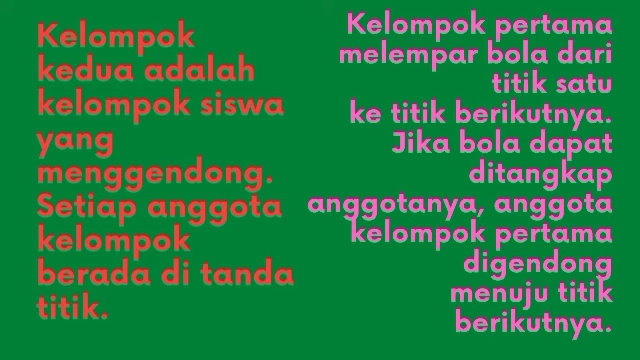 Kelompok
kedua adalah
kelompok siswa
yang
menggendong.
Setiap anggota
kelompok
berada di tanda
titik.
Kelompok pertama
melempar bola dari
titik satu
ke titik berikutnya.
Jika bola dapat
ditangkap
anggotanya, anggota
kelompok pertama
digendong
menuju titik
berikutnya.